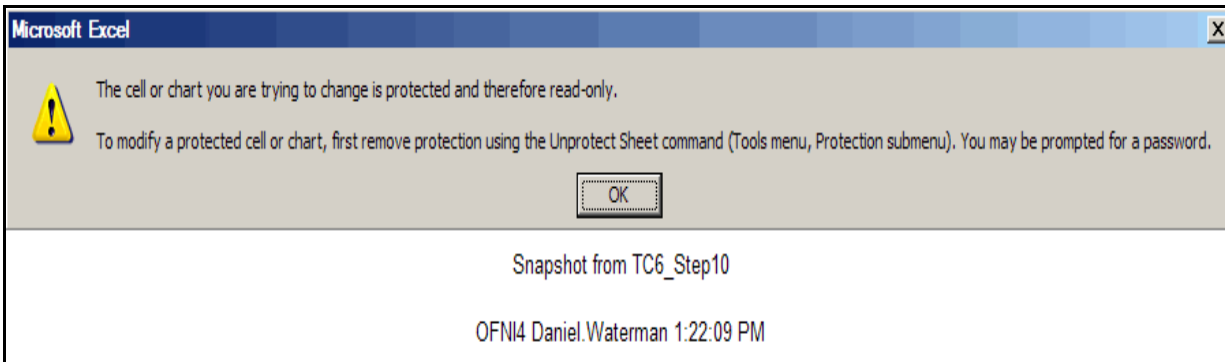 Microsoft Excel
X
The cell or chart you are trying to change is protected and therefore read-only.
To modify a protected cell or chart, first remove protection using the Unprotect Sheet command (Tools menu, Protection submenu). You may be prompted for a password.
OK
Snapshot from TC6_Step10
OFNI4 Daniel.Waterman 1:22:09 PM